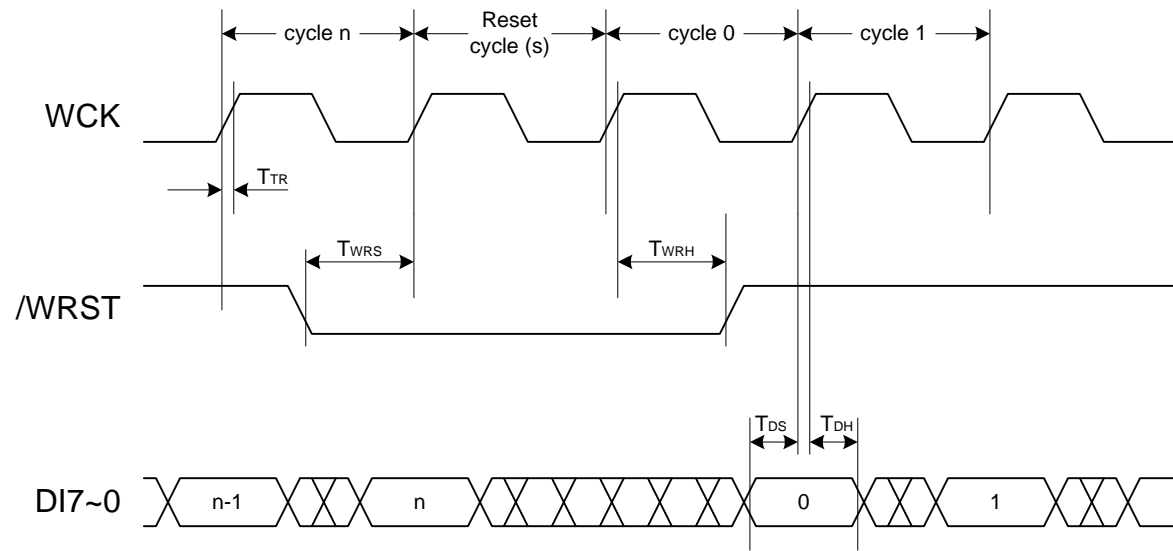 cycle n
Reset
cycle (s)
cycle 0
cycle 1
WCK
TTR
TWRS
TWRH
/WRST
TDS
TDH
DI7~0
n-1
n
0
1